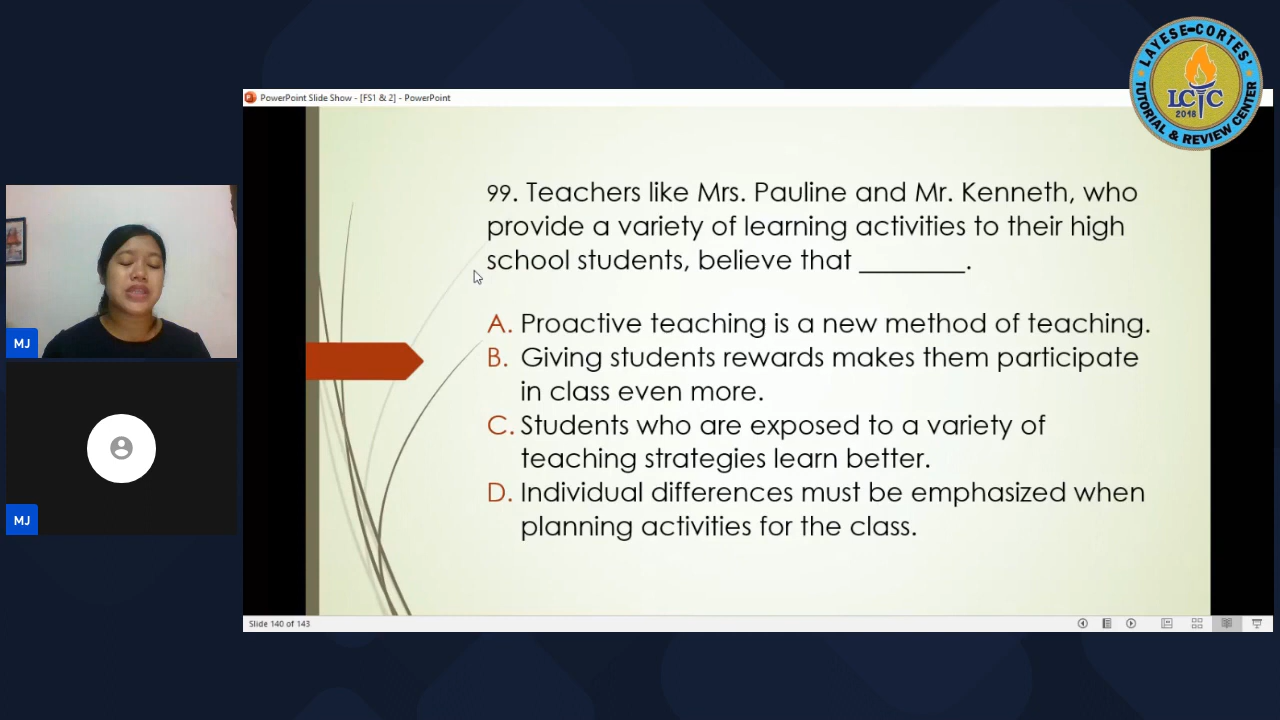 LAYESE-CORTES'
LCTC
2018
TUTORIAL & REVIEW CENTER
PowerPoint Slide Show - [FS1 & 2] - PowerPoint
99. Teachers like Mrs. Pauline and Mr. Kenneth, who
provide a variety of learning activities to their high
school students, believe that ________.
A. Proactive teaching is a new method of teaching.
B. Giving students rewards makes them participate
in class even more.
C. Students who are exposed to a variety of
teaching strategies learn better.
D. Individual differences must be emphasized when
planning activities for the class.
MJ
MJ
Slide 140 of 143